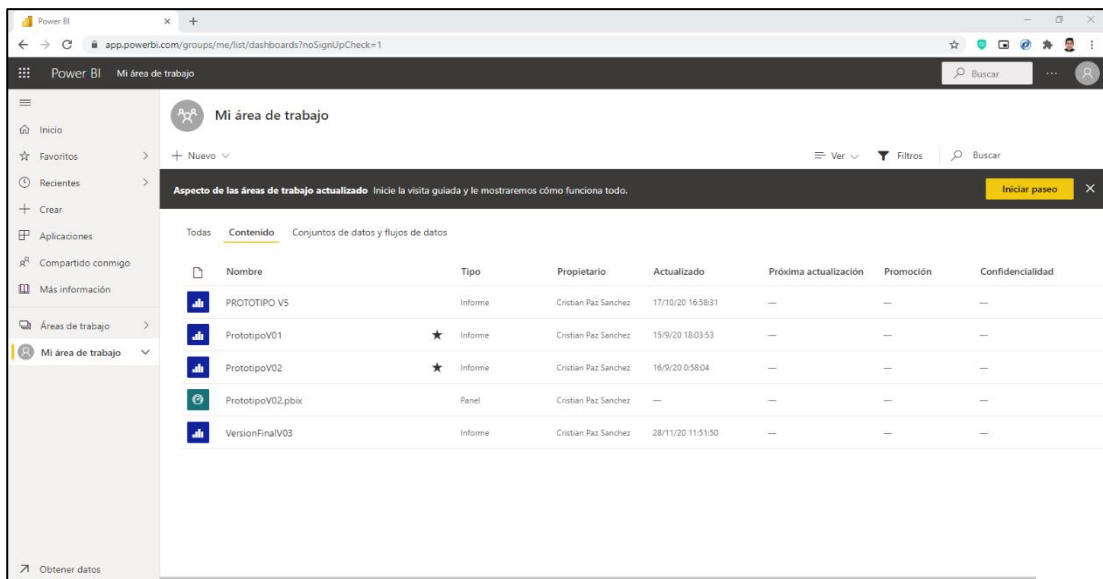 Power BI
app.powerbi.com/groups/me/list/dashboards?noSignUpCheck=1
Power BI Mi área de trabajo Buscar
Inicio
Favoritos
Recientes
Crear
Aplicaciones
Compartido conmigo
Más información
Áreas de trabajo
Mi área de trabajo
Obtener datos
Mi área de trabajo
Nuevo Ver Filtros Buscar
Aspecto de las áreas de trabajo actualizado Inicie la visita guiada y le mostraremos cómo funciona todo. Iniciar paseo
Todas Contenido Conjuntos de datos y flujos de datos
Nombre Tipo Propietario Actualizado Próxima actualización Promoción Confidencialidad
PROTOTIPO V5 Informe Cristian Paz Sanchez 17/10/20 16:58:31 — — —
PrototipoV01 ★ Informe Cristian Paz Sanchez 15/9/20 18:03:53 — — —
PrototipoV02 ★ Informe Cristian Paz Sanchez 16/9/20 0:58:04 — — —
PrototipoV02.pbix Panel Cristian Paz Sanchez — — — —
VersionFinalV03 Informe Cristian Paz Sanchez 28/11/20 11:51:50 — — —